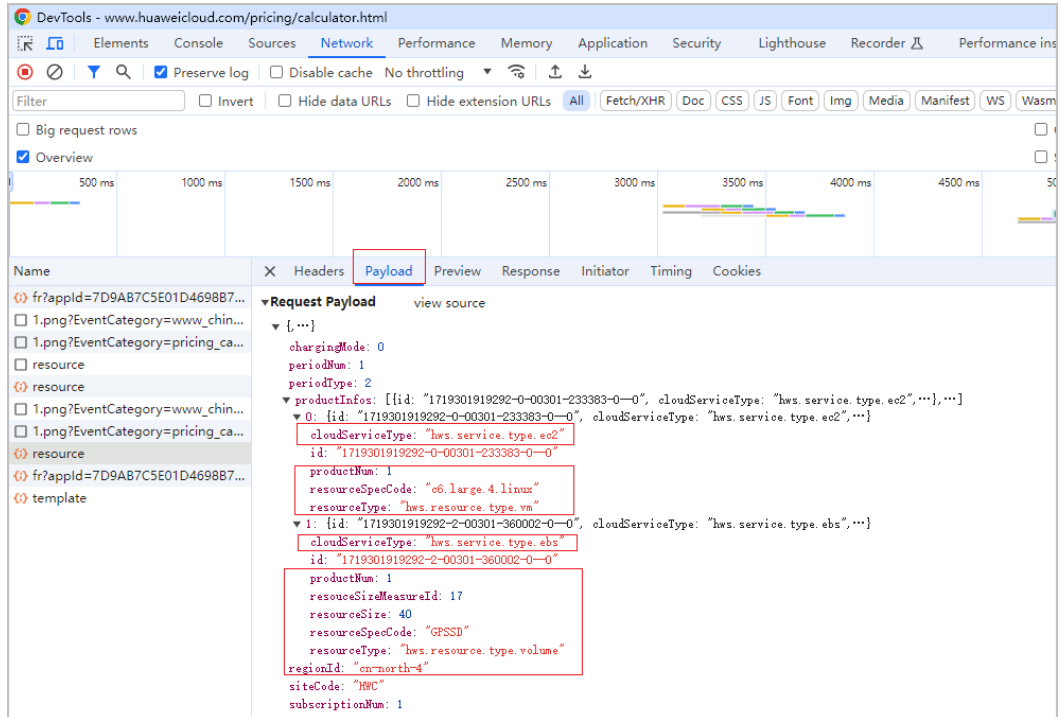 DevTools - www.huaweicloud.com/pricing/calculator.html
Elements Console Sources Network Performance Memory Application Security Lighthouse Recorder Performance ins
Preserve log Disable cache No throttling
Filter Invert Hide data URLs Hide extension URLs All Fetch/XHR Doc CSS JS Font Img Media Manifest WS Wasm
Big request rows
Overview
500 ms 1000 ms 1500 ms 2000 ms 2500 ms 3000 ms 3500 ms 4000 ms 4500 ms 50
Name
Headers Payload Preview Response Initiator Timing Cookies
fr?appId=7D9AB7C5E01D4698B7...
1.png?EventCategory=www_chin...
1.png?EventCategory=pricing_ca...
resource
resource
1.png?EventCategory=www_chin...
1.png?EventCategory=pricing_ca...
resource
fr?appId=7D9AB7C5E01D4698B7...
template
▼Request Payload view source
▼ {,…}
chargingMode: 0
periodNum: 1
periodType: 2
▼ productInfos: [{id: "1719301919292-0-00301-233383-0--0", cloudServiceType: "hws.service.type.ec2",…},…]
▼ 0: {id: "1719301919292-0-00301-233383-0--0", cloudServiceType: "hws.service.type.ec2",…}
cloudServiceType: "hws.service.type.ec2"
id: "1719301919292-0-00301-233383-0--0"
productNum: 1
resourceSpecCode: "c6.large.4.linux"
resourceType: "hws.resource.type.vm"
▼ 1: {id: "1719301919292-2-00301-360002-0--0", cloudServiceType: "hws.service.type.ebs",…}
cloudServiceType: "hws.service.type.ebs"
id: "1719301919292-2-00301-360002-0--0"
productNum: 1
resouceSizeMeasureId: 17
resourceSize: 40
resourceSpecCode: "GPSSD"
resourceType: "hws.resource.type.volume"
regionId: "cn-north-4"
siteCode: "HWC"
subscriptionNum: 1